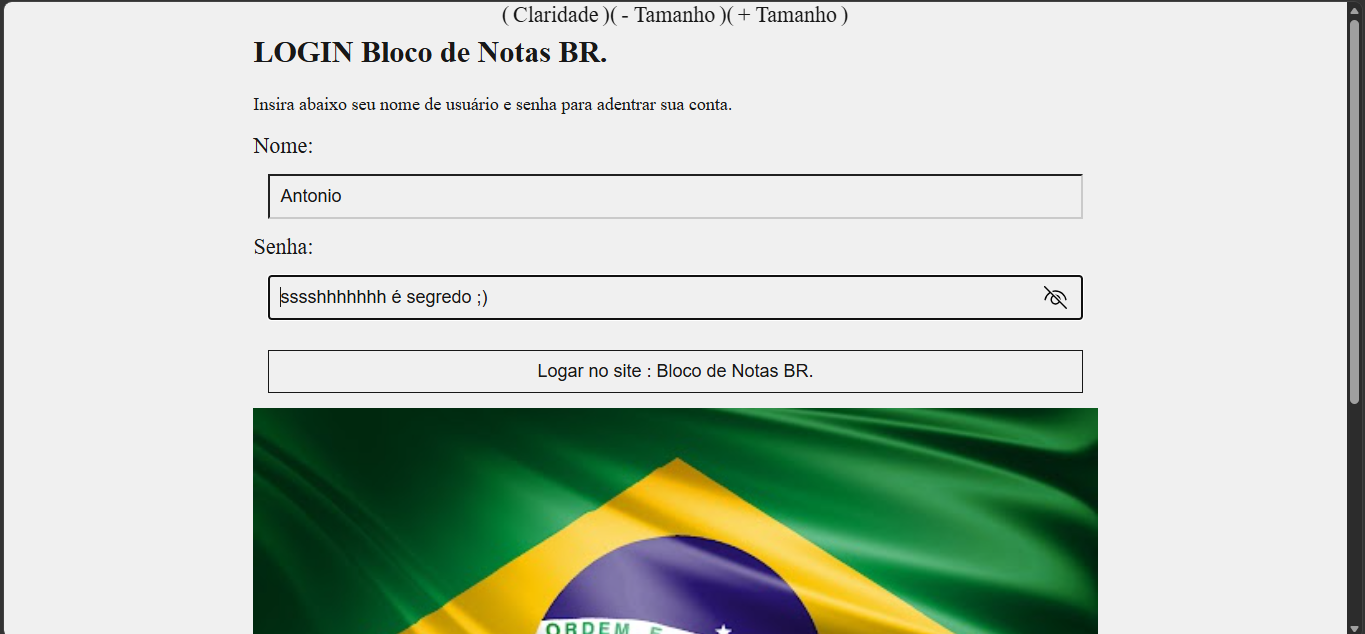 ( Claridade )( - Tamanho )( + Tamanho )
LOGIN Bloco de Notas BR.
Insira abaixo seu nome de usuário e senha para adentrar sua conta.
Nome:
Antonio
Senha:
sssshhhhhhh é segredo ;)
Logar no site : Bloco de Notas BR.
ORDEM E